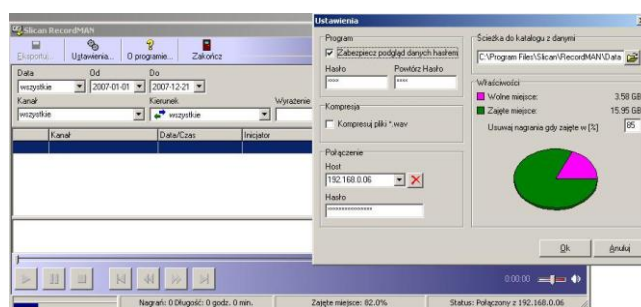 Slican RecordMAN
Eksportuj...
Ustawienia...
O programie...
Zakończ
Data
Od
Do
wszystkie
2007-01-01
2007-12-21
Kanał
Kierunek
Wyrażenie
wszystkie
wszystkie
Kanał
Data/Czas
Inicjator
0:00:00
Nagrań: 0 Długość: 0 godz. 0 min.
Zajęte miejsce: 82.0%
Status: Połączony z 192.168.0.06
Ustawienia
Program
Zabezpiecz podgląd danych hasłem
Hasło
Powtórz Hasło
****
****
Kompresja
Kompresuj pliki *.wav
Połączenie
Host
192.168.0.06
Hasło
Ścieżka do katalogu z danymi
C:\Program Files\Slican\RecordMAN\Data
Właściwości
Wolne miejsce:
3.58 GB
Zajęte miejsce:
15.95 GB
Usuwaj nagrania gdy zajęte w [%]
85
Ok
Anuluj